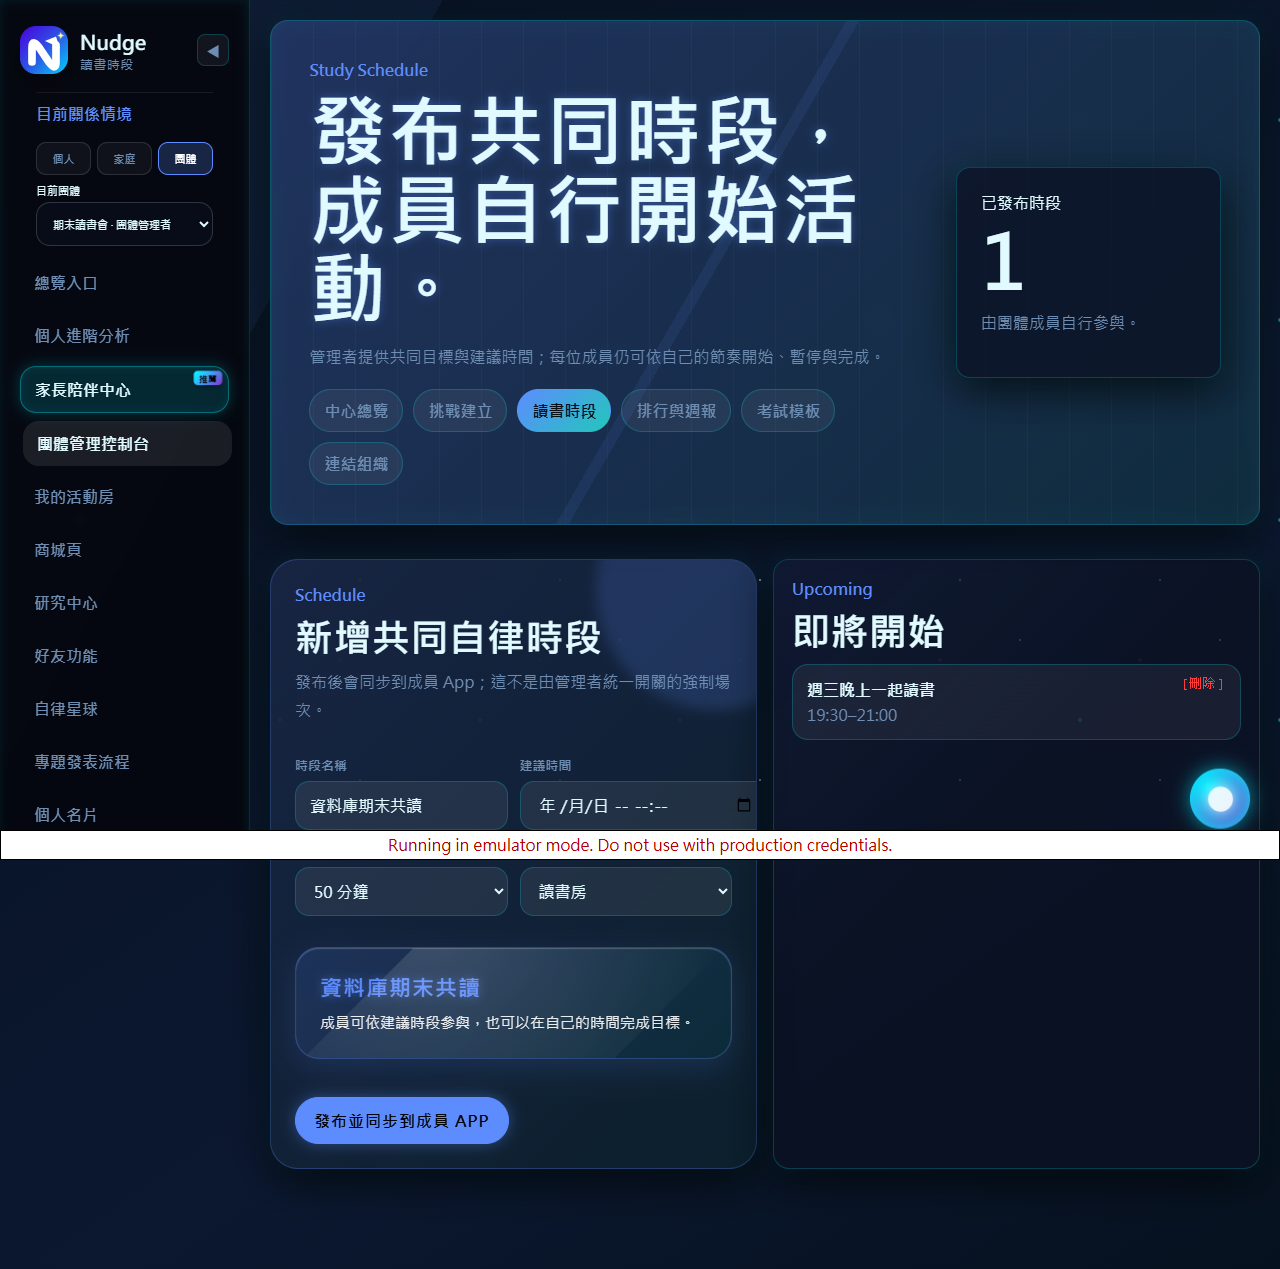 Nudge
讀書時段
◀
目前關係情境
個人
家庭
團體
目前團體
期末讀書會 · 團體管理者
總覽入口
個人進階分析
家長陪伴中心
推薦
團體管理控制台
我的活動房
商城頁
研究中心
好友功能
自律星球
專題發表流程
個人名片
Study Schedule
發布共同時段，
成員自行開始活
動。
管理者提供共同目標與建議時間；每位成員仍可依自己的節奏開始、暫停與完成。
中心總覽
挑戰建立
讀書時段
排行與週報
考試模板
連結組織
已發布時段
1
由團體成員自行參與。
Schedule
新增共同自律時段
發布後會同步到成員 App；這不是由管理者統一開關的強制場
次。
時段名稱
建議時間
資料庫期末共讀
年 /月/日 -- --:--
50 分鐘
讀書房
資料庫期末共讀
成員可依建議時段參與，也可以在自己的時間完成目標。
發布並同步到成員 APP
Upcoming
即將開始
週三晚上一起讀書
[ 刪除 ]
19:30–21:00
Running in emulator mode. Do not use with production credentials.